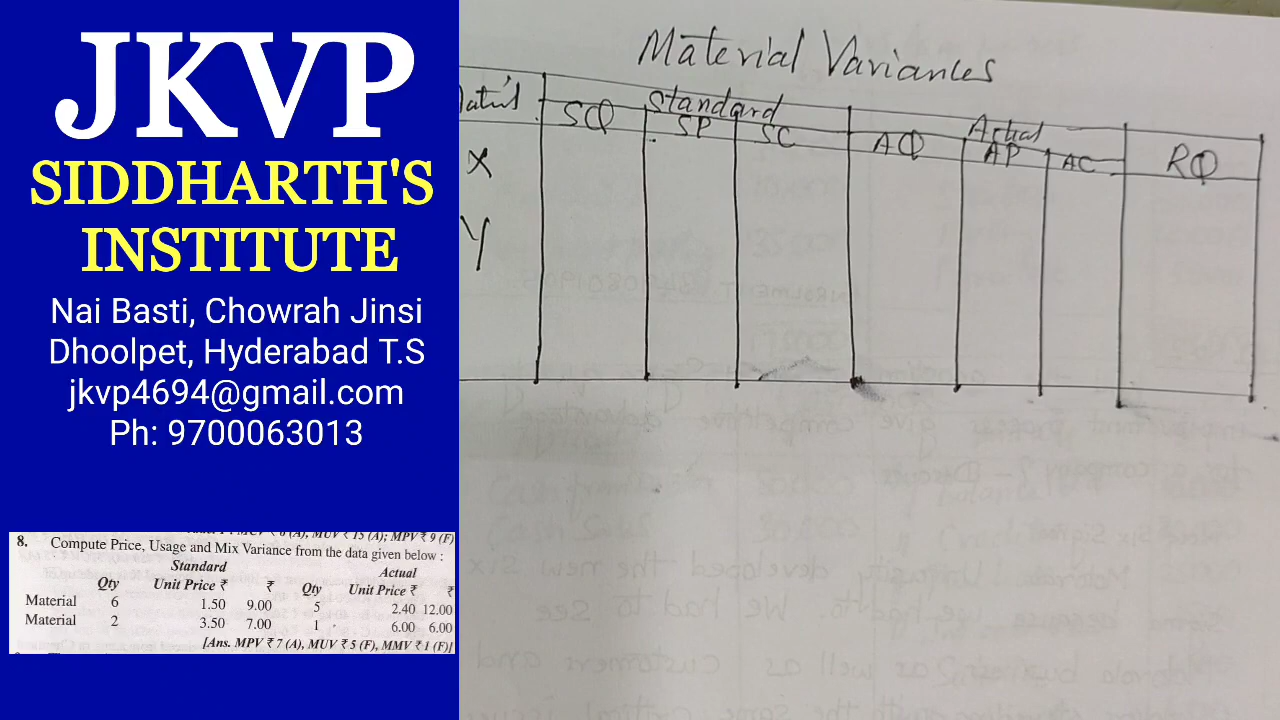 JKVP
SIDDHARTH'S
INSTITUTE
Nai Basti, Chowrah Jinsi
Dhoolpet, Hyderabad T.S
jkvp4694@gmail.com
Ph: 9700063013
8. Compute Price, Usage and Mix Variance from the data given below :
Standard Actual
Qty Unit Price ₹ ₹ Qty Unit Price ₹ ₹
Material 6 1.50 9.00 5 2.40 12.00
Material 2 3.50 7.00 1 6.00 6.00
[Ans. MPV ₹ 7 (A), MUV ₹ 5 (F), MMV ₹ 1 (F)]
Material Variances
Standard Actual
SQ SP SC AQ AP AC RQ
X
Y